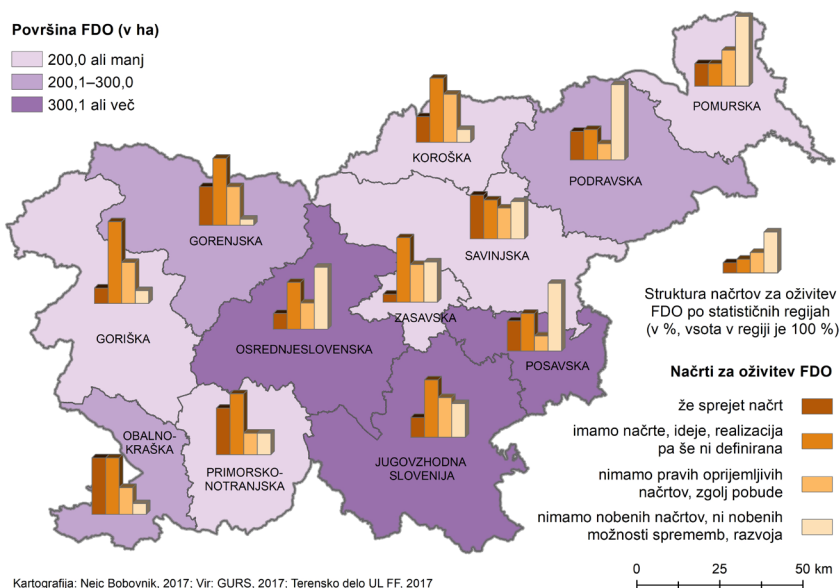 Površina FDO (v ha)
200,0 ali manj
200,1–300,0
300,1 ali več
POMURSKA
KOROŠKA
PODRAVSKA
GORENJSKA
SAVINJSKA
GORIŠKA
OSREDNJESLOVENSKA
ZASAVSKA
POSAVSKA
OBALNO-
KRAŠKA
PRIMORSKO-
NOTRANJSKA
JUGOVZHODNA
SLOVENIJA
Struktura načrtov za oživitev
FDO po statističnih regijah
(v %, vsota v regiji je 100 %)
Načrti za oživitev FDO
že sprejet načrt
imamo načrte, ideje, realizacija
pa še ni definirana
nimamo pravih oprijemljivih
načrtov, zgolj pobude
nimamo nobenih načrtov, ni nobenih
možnosti sprememb, razvoja
0 25 50 km
Kartografija: Nejc Bobovnik, 2017; Vir: GURS, 2017; Terensko delo UL FF, 2017